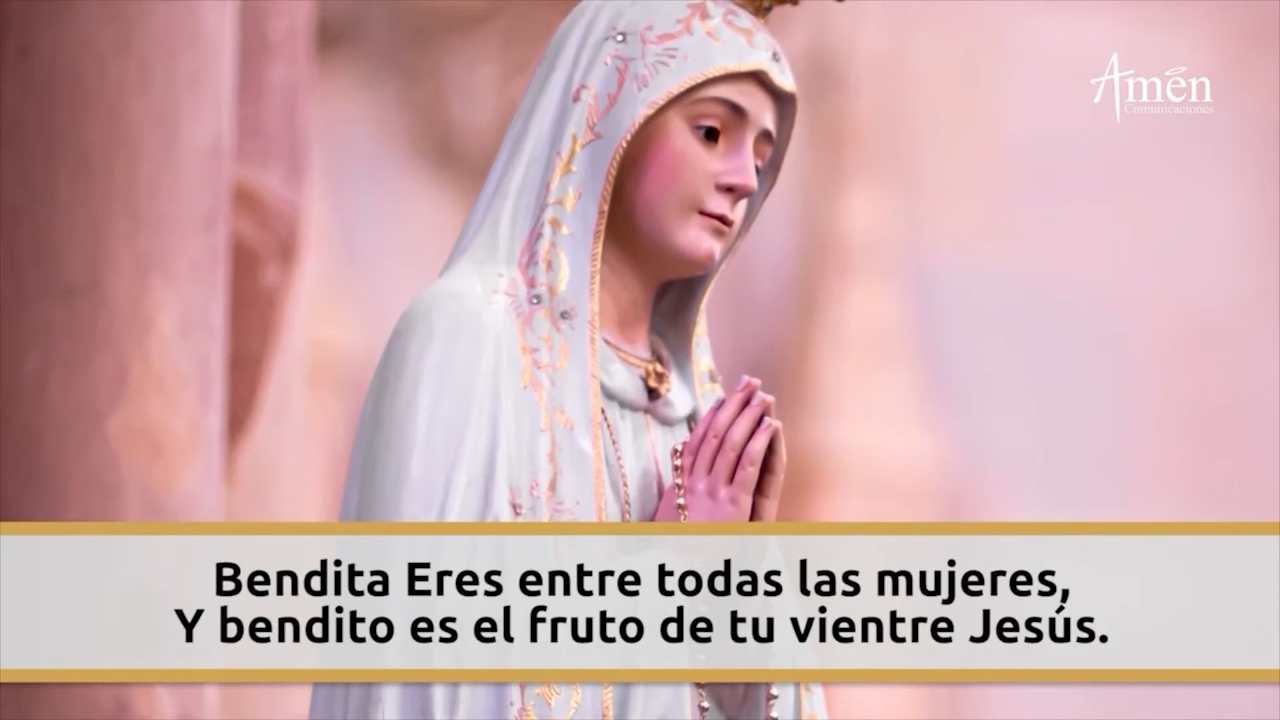 Amén
Comunicaciones
Bendita Eres entre todas las mujeres,
Y bendito es el fruto de tu vientre Jesús.